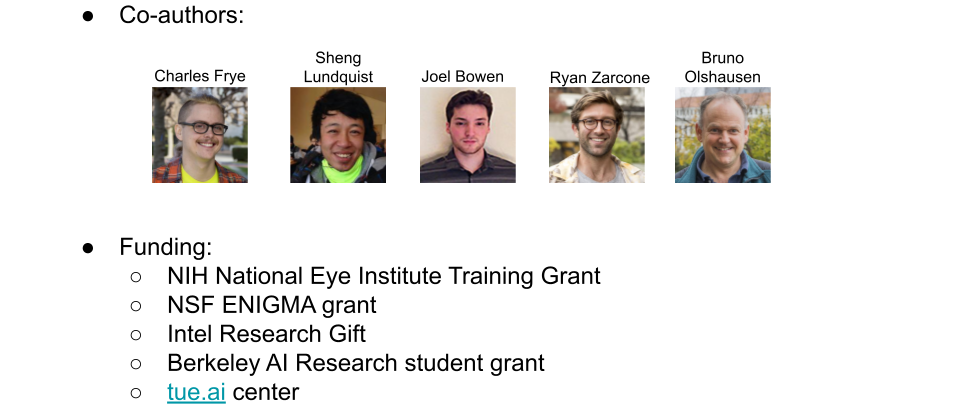 ● Co-authors:
Charles Frye
Sheng
Lundquist
Joel Bowen
Ryan Zarcone
Bruno
Olshausen
● Funding:
○ NIH National Eye Institute Training Grant
○ NSF ENIGMA grant
○ Intel Research Gift
○ Berkeley AI Research student grant
○ tue.ai center